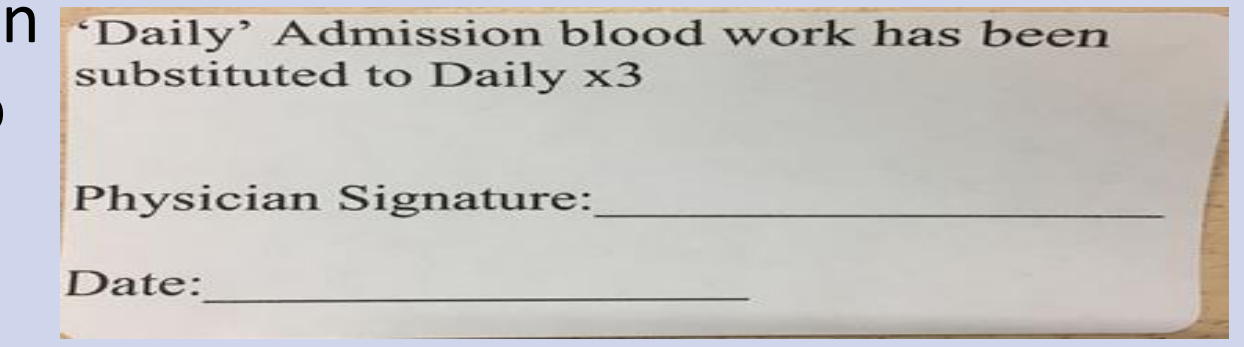 n
‘Daily’ Admission blood work has been
substituted to Daily x3
Physician Signature:
Date: